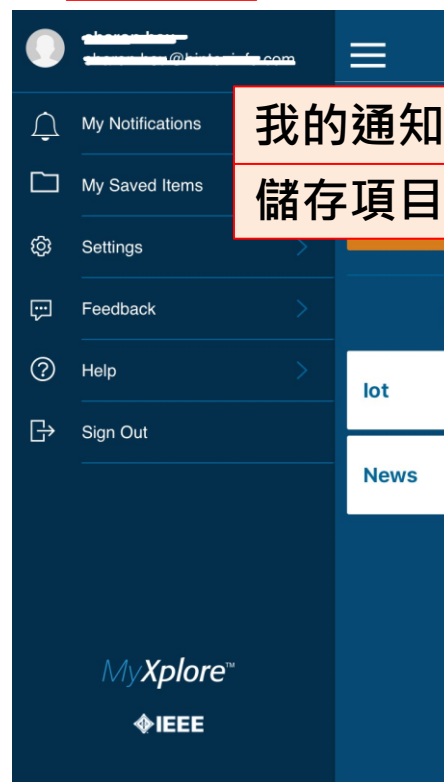 .com
My Notifications
我的通知
My Saved Items
儲存項目
Settings
Feedback
Help
Iot
Sign Out
News
MyXplore™
IEEE